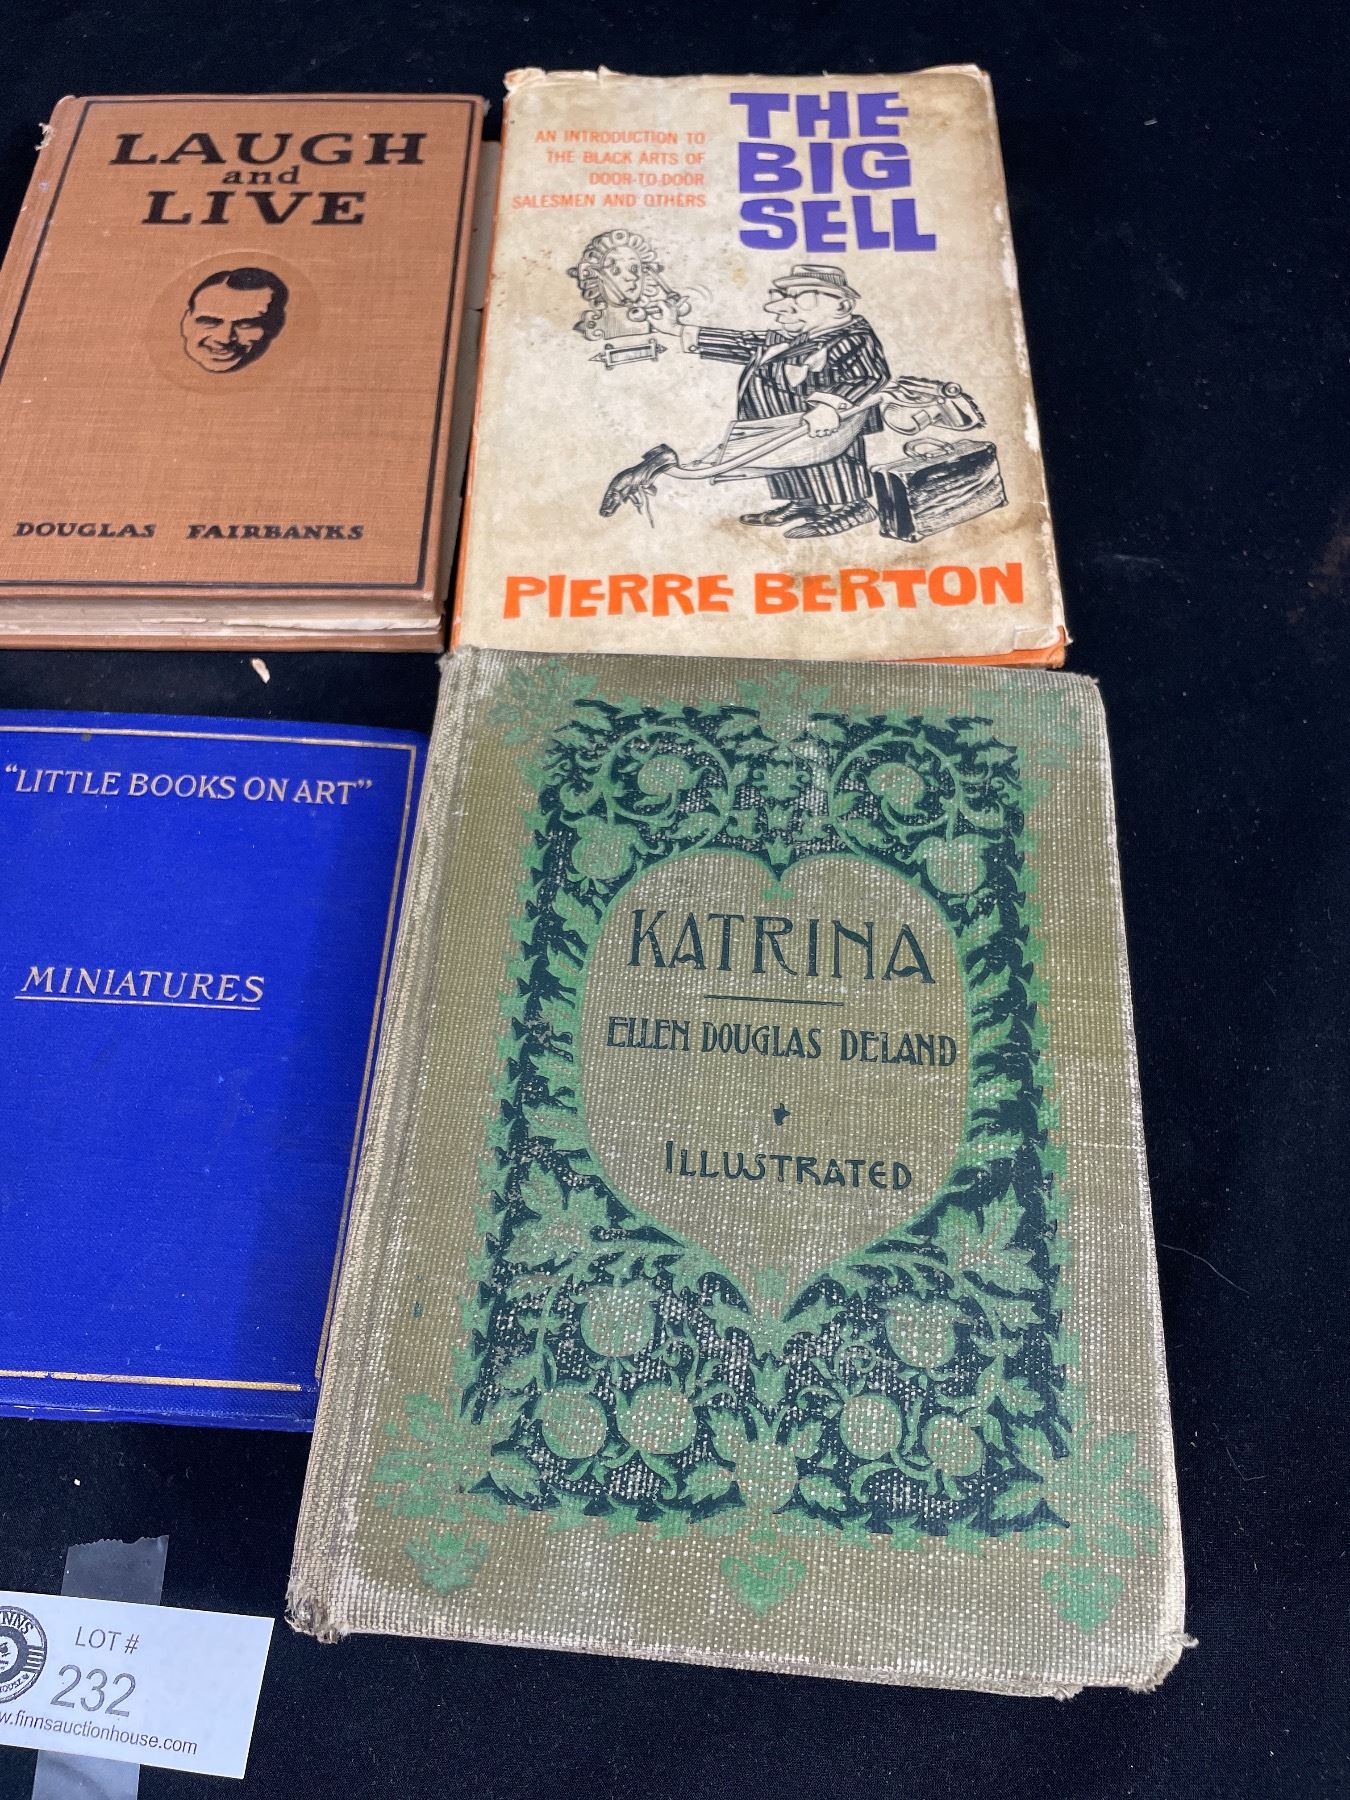 LAUGH
and
LIVE
DOUGLAS FAIRBANKS
AN INTRODUCTION TO
THE BLACK ARTS OF
DOOR-TO-DOOR
SALESMEN AND OTHERS
THE
BIG
SELL
PIERRE BERTON
"LITTLE BOOKS ON ART"
MINIATURES
KATRINA
ELLEN DOUGLAS DELAND
ILLUSTRATED
LOT #
232
w.finnsauctionhouse.com